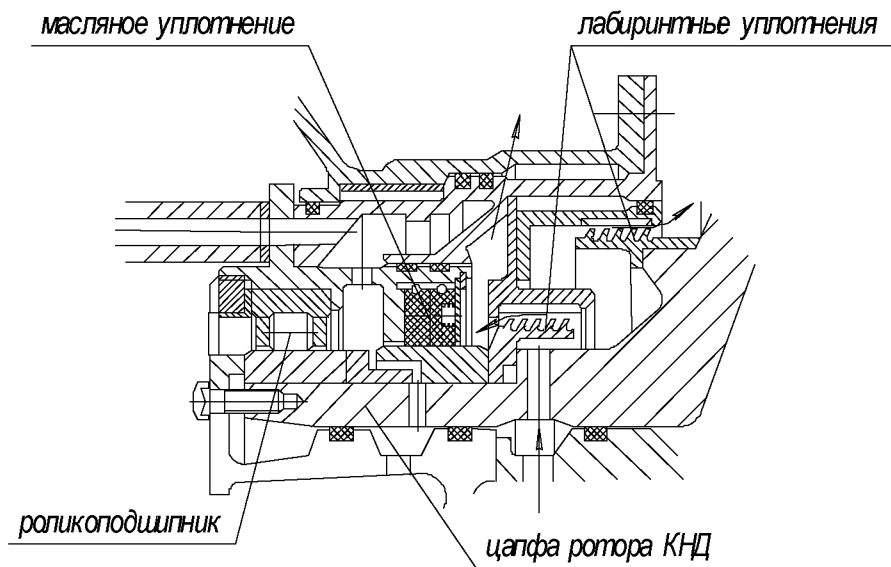 масляное уплотнение
лабиринтные уплотнения
роликоподшипник
цапфа ротора КНД